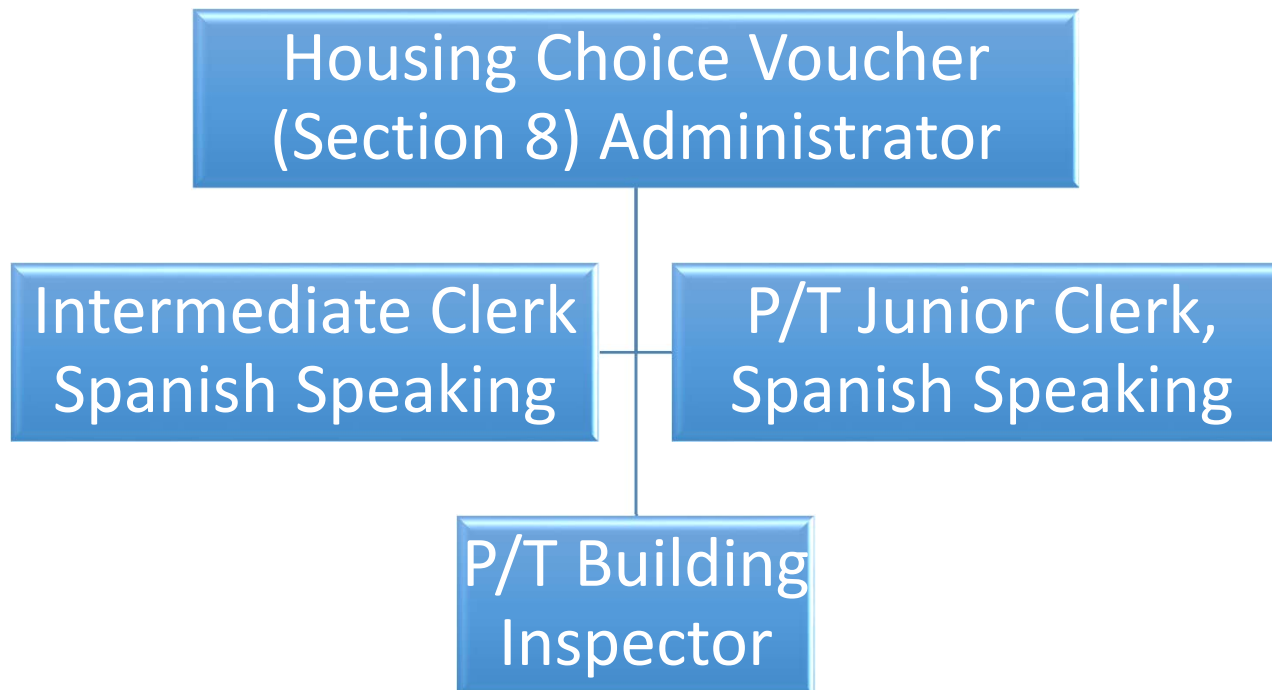 Housing Choice Voucher
(Section 8) Administrator
Intermediate Clerk
Spanish Speaking
P/T Junior Clerk,
Spanish Speaking
P/T Building
Inspector